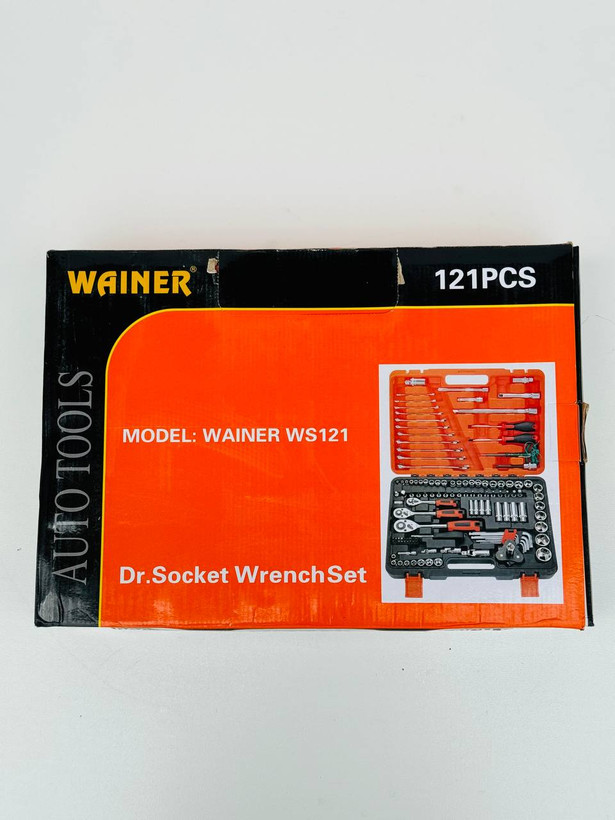 WAINER®
121PCS
AUTO TOOLS
MODEL: WAINER WS121
Dr.Socket WrenchSet